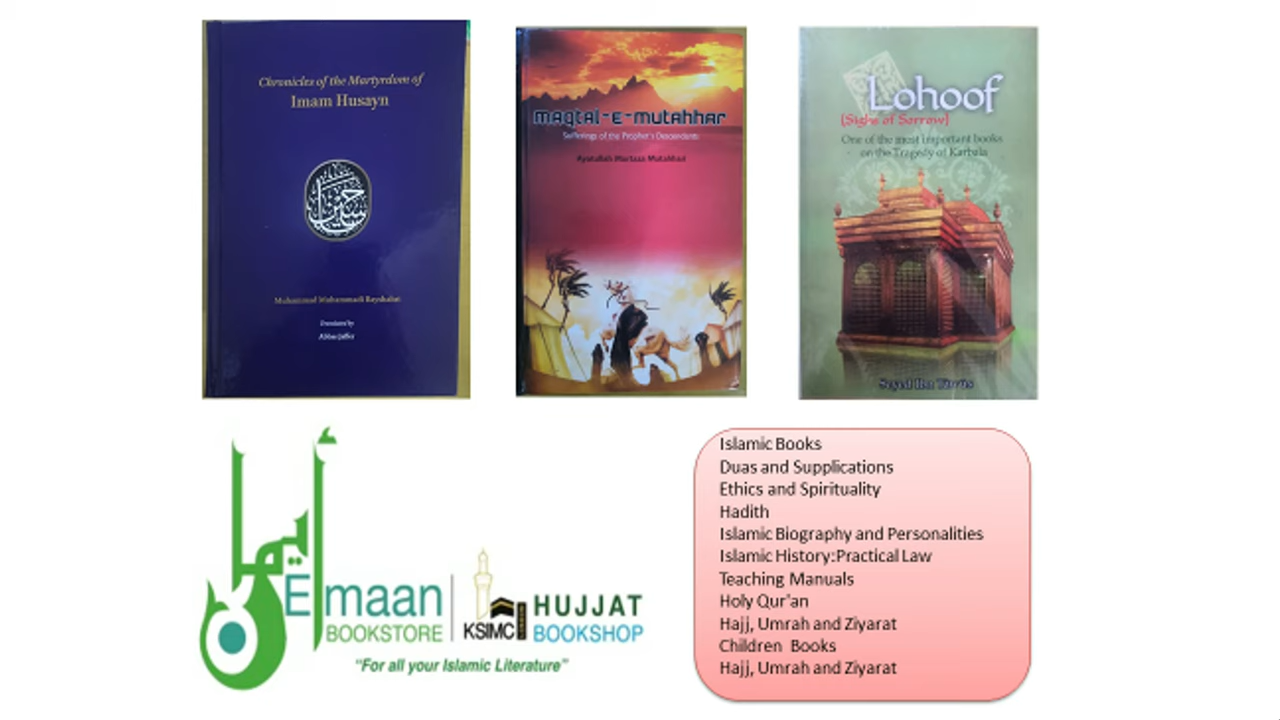 Chronicles of the Martyrdom of
Imam Husayn
حسين
Muhammad Muhammadi Rayshahri
Translated by
Abbas Jaffer
maqtal-E-mutahhar
Sufferings of the Prophet's Descendants
Ayatullah Murtaza Mutahhari
Lohoof
[Sighs of Sorrow]
One of the most important books
on the Tragedy of Karbala
Seyed Ibn Tawus
أيمان
Elmaan
BOOKSTORE
KSIMC
HUJJAT
BOOKSHOP
"For all your Islamic Literature"
Islamic Books
Duas and Supplications
Ethics and Spirituality
Hadith
Islamic Biography and Personalities
Islamic History:Practical Law
Teaching Manuals
Holy Qur'an
Hajj, Umrah and Ziyarat
Children Books
Hajj, Umrah and Ziyarat